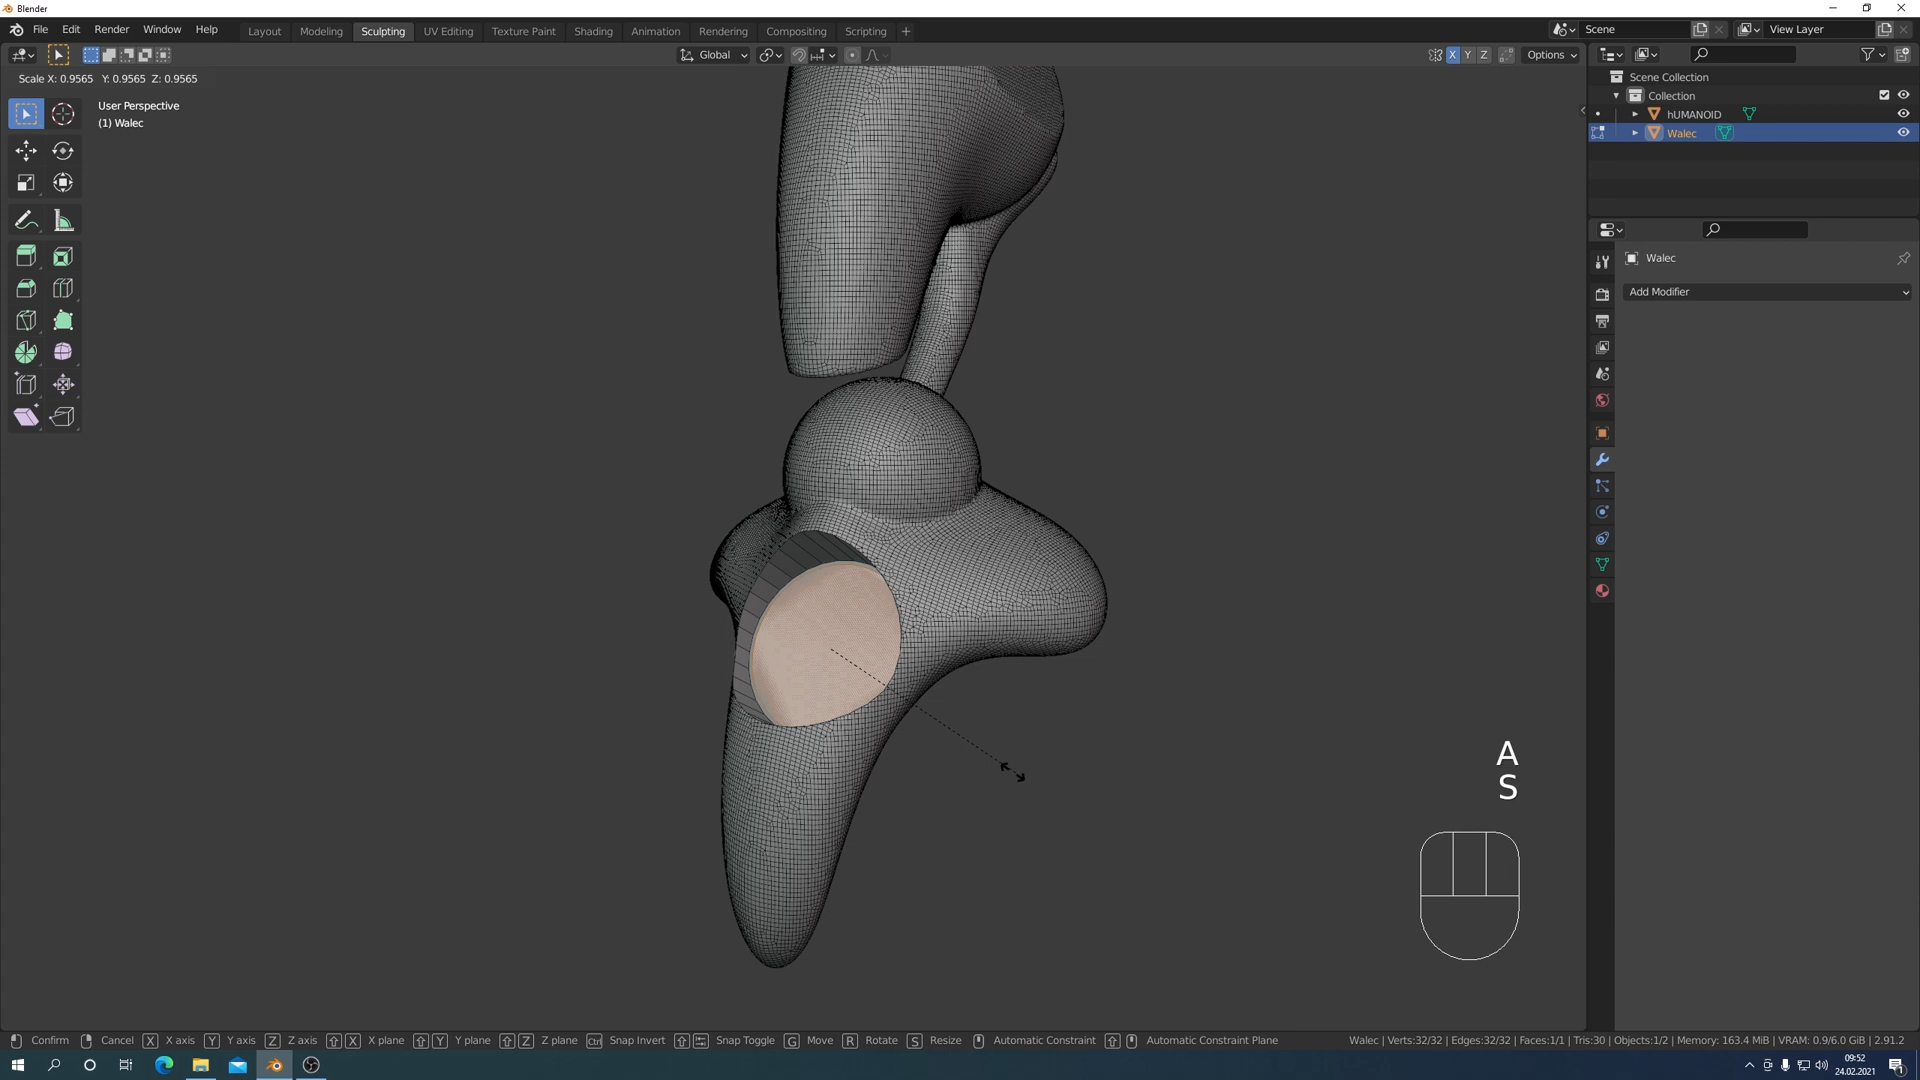 Blender
File Edit Render Window Help Layout Modeling Sculpting UV Editing Texture Paint Shading Animation Rendering Compositing Scripting + Scene View Layer
Global X Y Z Options
Scale X: 0.9565 Y: 0.9565 Z: 0.9565
Scene Collection
User Perspective
Collection
(1) Walec
hUMANOID
Walec
Walec
Add Modifier
A
S
Confirm Cancel X X axis Y Y axis Z Z axis X X plane Y Y plane Z Z plane Ctrl Snap Invert Snap Toggle G Move R Rotate S Resize Automatic Constraint Automatic Constraint Plane Walec | Verts:32/32 | Edges:32/32 | Faces:1/1 | Tris:30 | Objects:1/2 | Memory: 163.4 MiB | VRAM: 0.9/6.0 GiB | 2.91.2
09:52
24.02.2021
1